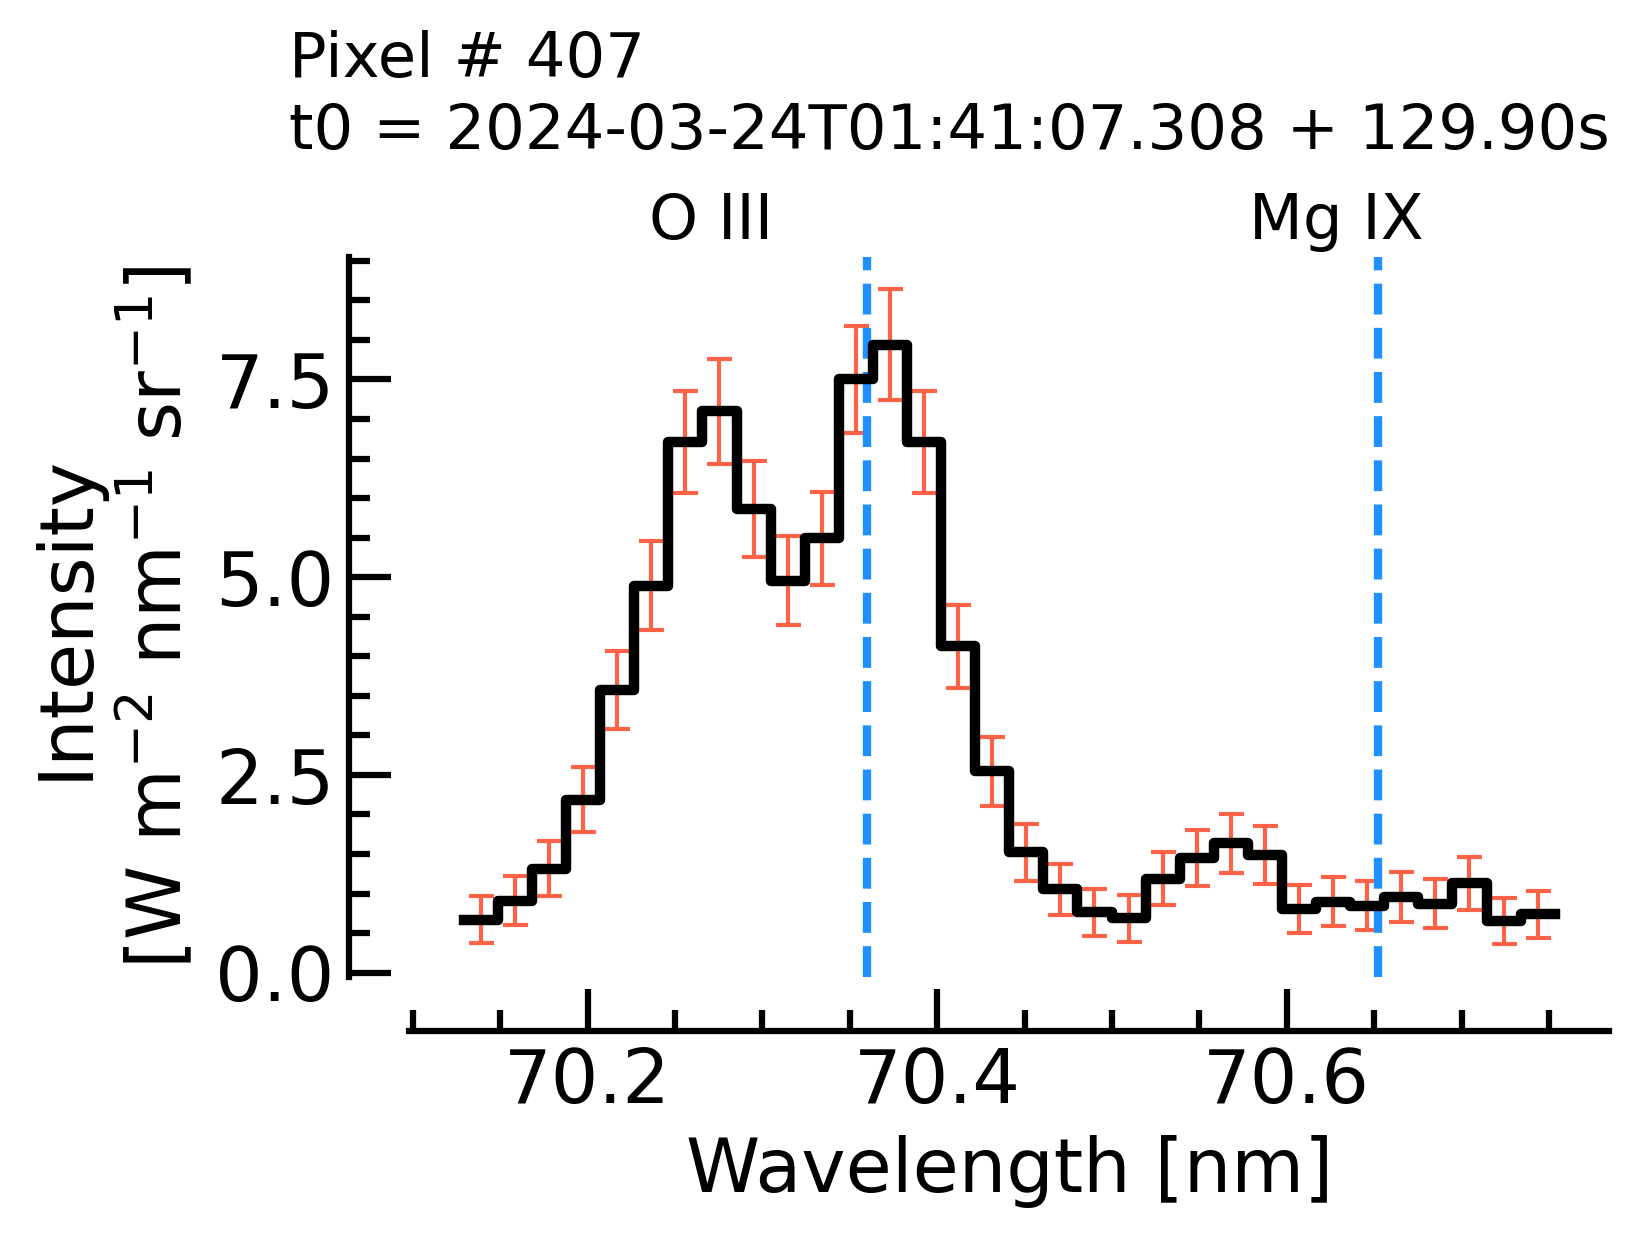 Pixel # 407
t0 = 2024-03-24T01:41:07.308 + 129.90s
O III
Mg IX
Intensity
[W m⁻² nm⁻¹ sr⁻¹]
7.5
5.0
2.5
0.0
70.2
70.4
70.6
Wavelength [nm]